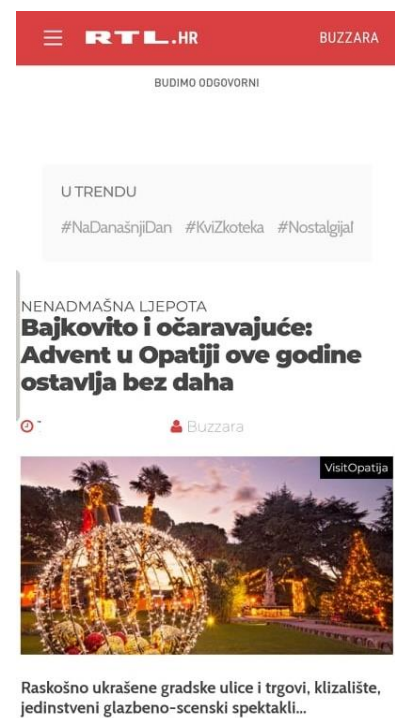 RTL.HR
BUZZARA
BUDIMO ODGOVORNI
U TRENDU
#NaDanašnjiDan #KviZkoteka #Nostalgija
NENADMAŠNA LJEPOTA
Bajkovito i očaravajuće:
Advent u Opatiji ove godine
ostavlja bez daha
-
Buzzara
VisitOpatija
Raskošno ukrašene gradske ulice i trgovi, klizalište,
jedinstveni glazbeno-scenski spektakli...